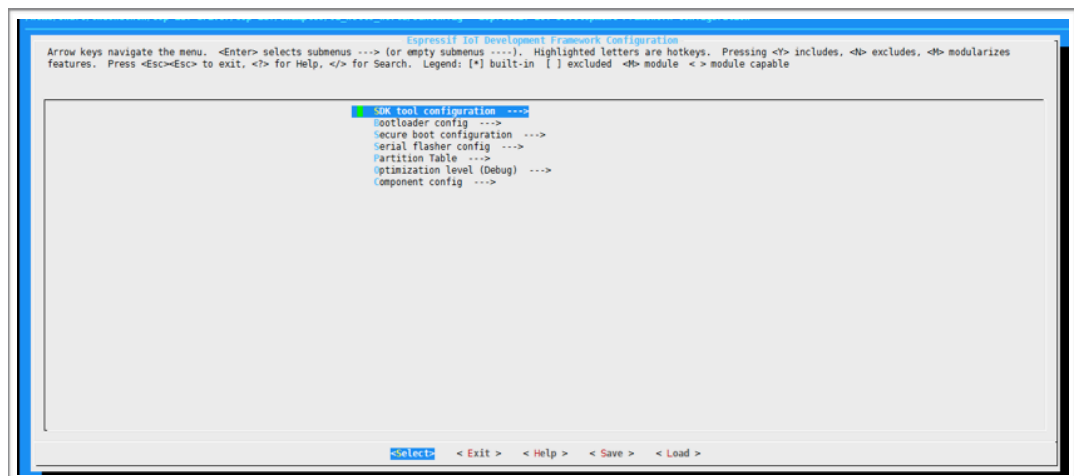 Espressif IoT Development Framework Configuration
Arrow keys navigate the menu. <Enter> selects submenus ---> (or empty submenus ----). Highlighted letters are hotkeys. Pressing <Y> includes, <N> excludes, <M> modularizes
features. Press <Esc><Esc> to exit, <?> for Help, </> for Search. Legend: [*] built-in [ ] excluded <M> module < > module capable
SDK tool configuration --->
Bootloader config --->
Secure boot configuration --->
Serial flasher config --->
Partition Table --->
Optimization level (Debug) --->
Component config --->
<Select> < Exit > < Help > < Save > < Load >